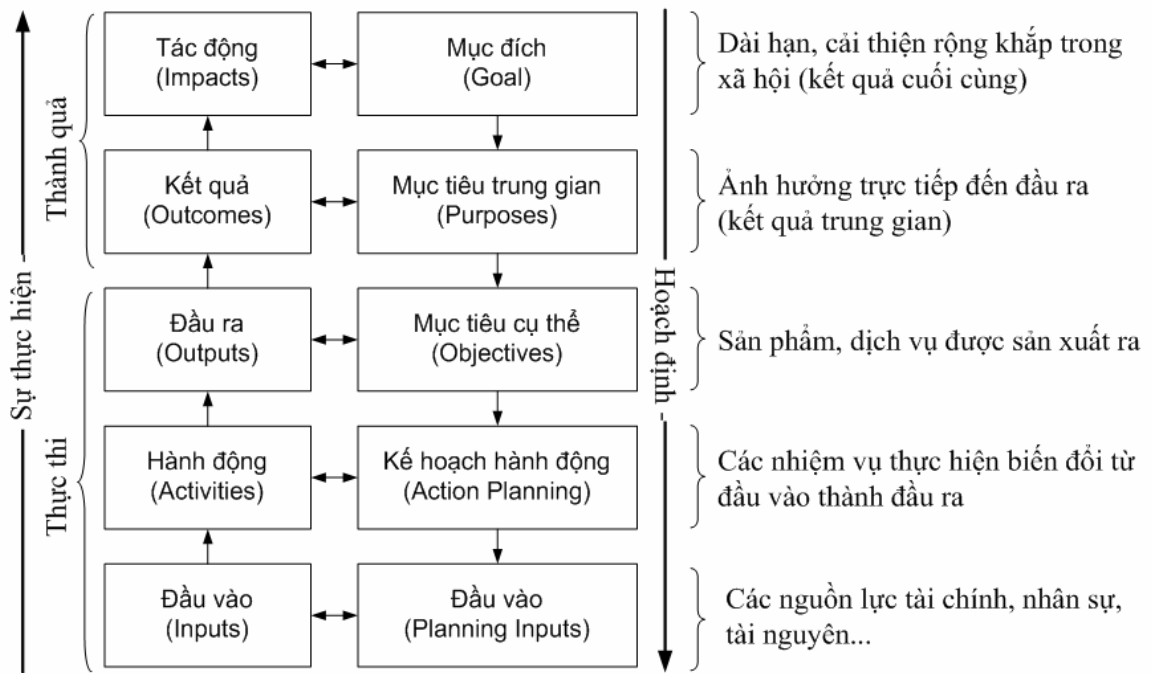 Tác động
(Impacts)
Mục đích
(Goal)
Dài hạn, cải thiện rộng khắp trong
xã hội (kết quả cuối cùng)
Thành quả
Kết quả
(Outcomes)
Mục tiêu trung gian
(Purposes)
Ảnh hưởng trực tiếp đến đầu ra
(kết quả trung gian)
Sự thực hiện
Hoạch định
Đầu ra
(Outputs)
Mục tiêu cụ thể
(Objectives)
Sản phẩm, dịch vụ được sản xuất ra
Thực thi
Hành động
(Activities)
Kế hoạch hành động
(Action Planning)
Các nhiệm vụ thực hiện biến đổi từ
đầu vào thành đầu ra
Đầu vào
(Inputs)
Đầu vào
(Planning Inputs)
Các nguồn lực tài chính, nhân sự,
tài nguyên...